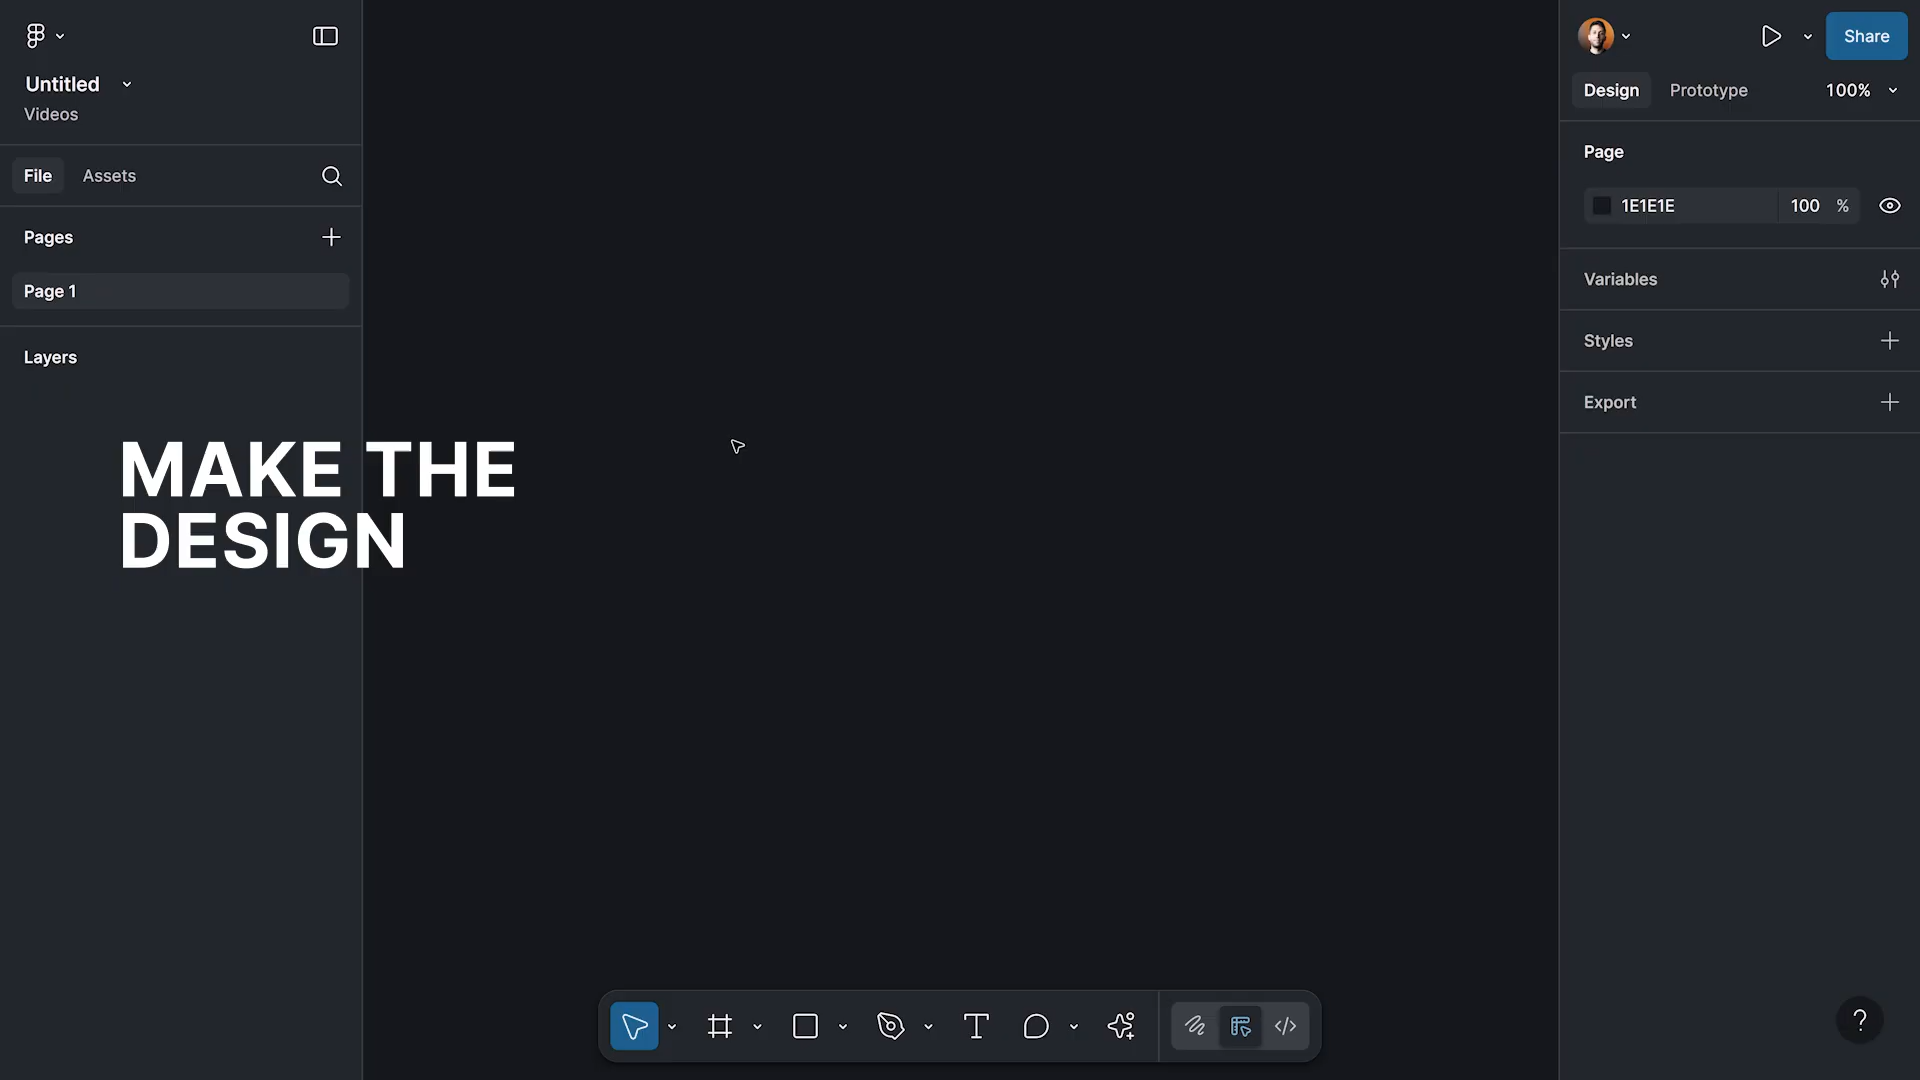 Untitled
Videos
File Assets
Pages
Page 1
Layers
MAKE THE
DESIGN
Share
Design Prototype 100%
Page
1E1E1E 100 %
Variables
Styles
Export
?